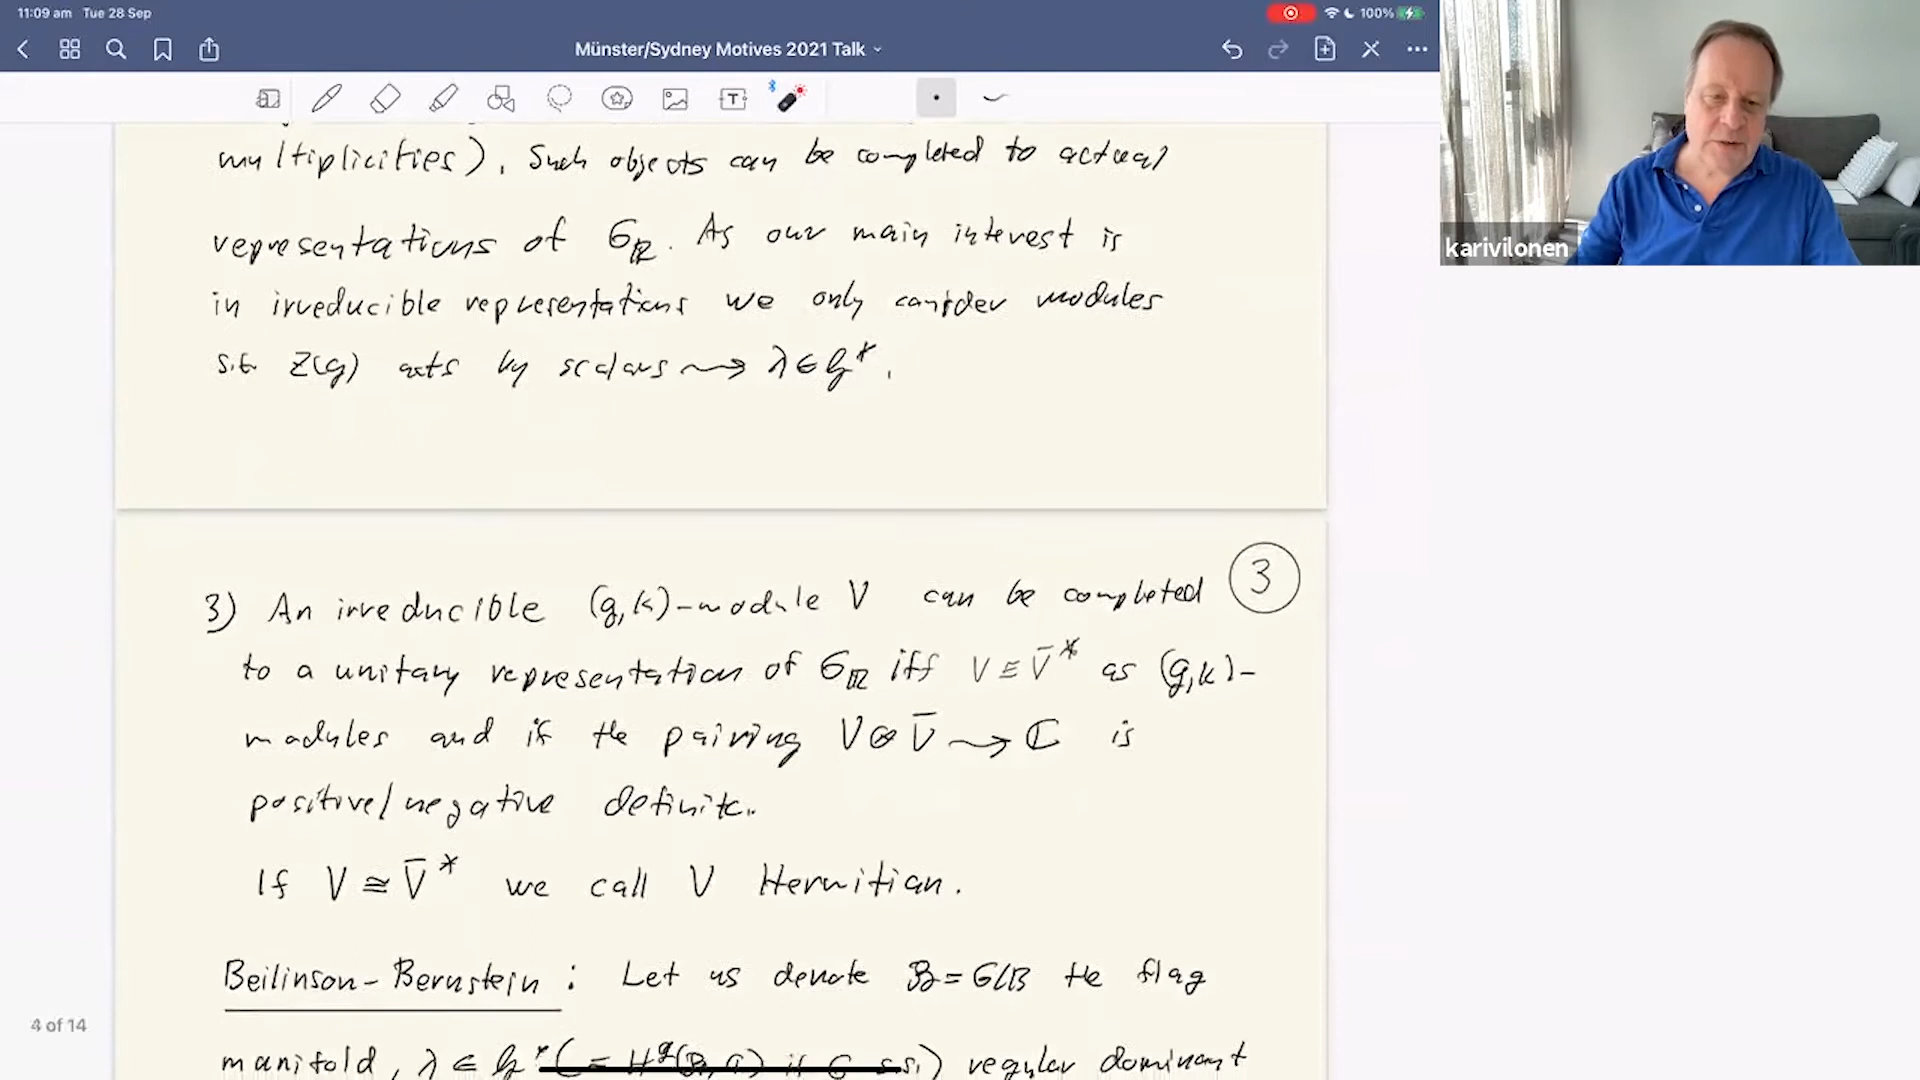 11:09 am Tue 28 Sep
100%
Münster/Sydney Motives 2021 Talk
multiplicities). Such objects can be completed to actual
representations of G_ℝ. As our main interest is
in irreducible representations we only consider modules
s.t. Z(g) acts by scalars ⟿ λ ∈ h*.
3
3) An irreducible (g,K)-module V can be completed
to a unitary representation of G_ℝ iff V ≅ V̄* as (g,K)-
modules and if the pairing V⊗V̄ ⟶ ℂ is
positive/negative definite.
If V ≅ V̄* we call V Hermitian.
Beilinson-Bernstein : Let us denote ℬ = G/B the flag
manifold, λ ∈ h* regular dominant
4 of 14
karivilonen